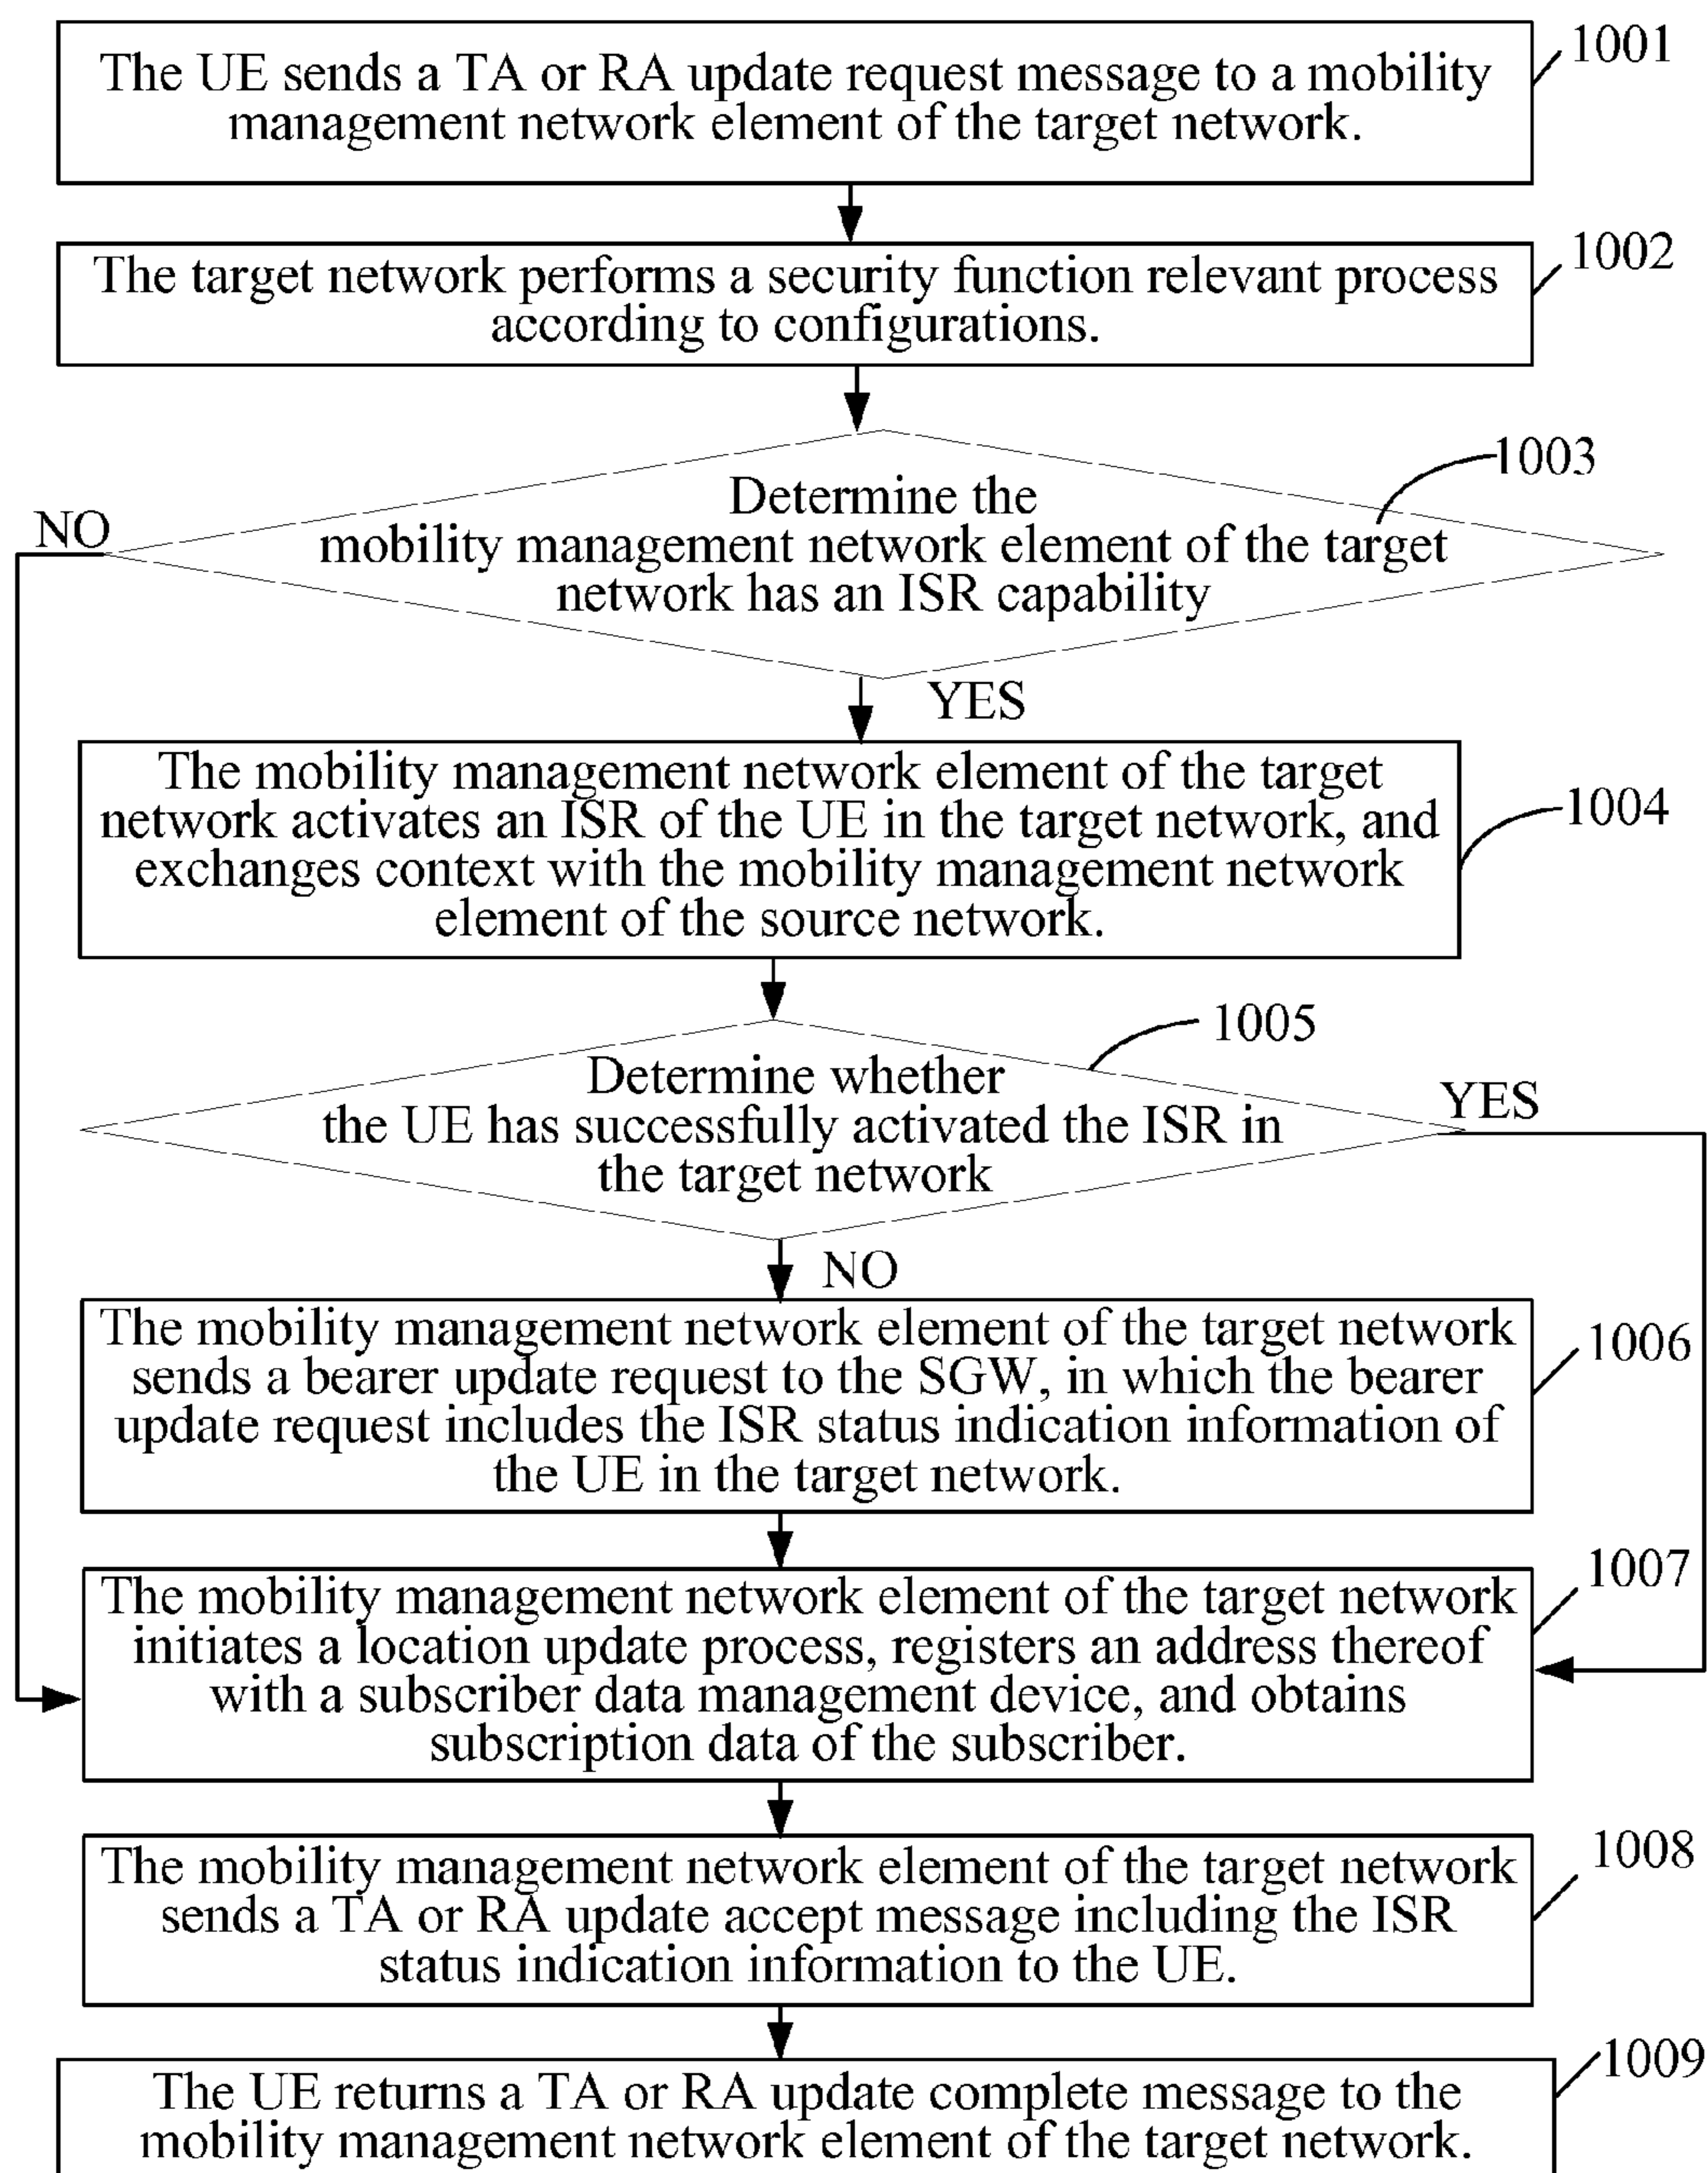 1001
The UE sends a TA or RA update request message to a mobility
management network element of the target network.
1002
The target network performs a security function relevant process
according to configurations.
1003
Determine the
mobility management network element of the target
network has an ISR capability
NO
YES
The mobility management network element of the target
network activates an ISR of the UE in the target network, and
exchanges context with the mobility management network
element of the source network.
1004
1005
Determine whether
the UE has successfully activated the ISR in
the target network
YES
NO
The mobility management network element of the target network
sends a bearer update request to the SGW, in which the bearer
update request includes the ISR status indication information of
the UE in the target network.
1006
1007
The mobility management network element of the target network
initiates a location update process, registers an address thereof
with a subscriber data management device, and obtains
subscription data of the subscriber.
1008
The mobility management network element of the target network
sends a TA or RA update accept message including the ISR
status indication information to the UE.
1009
The UE returns a TA or RA update complete message to the
mobility management network element of the target network.